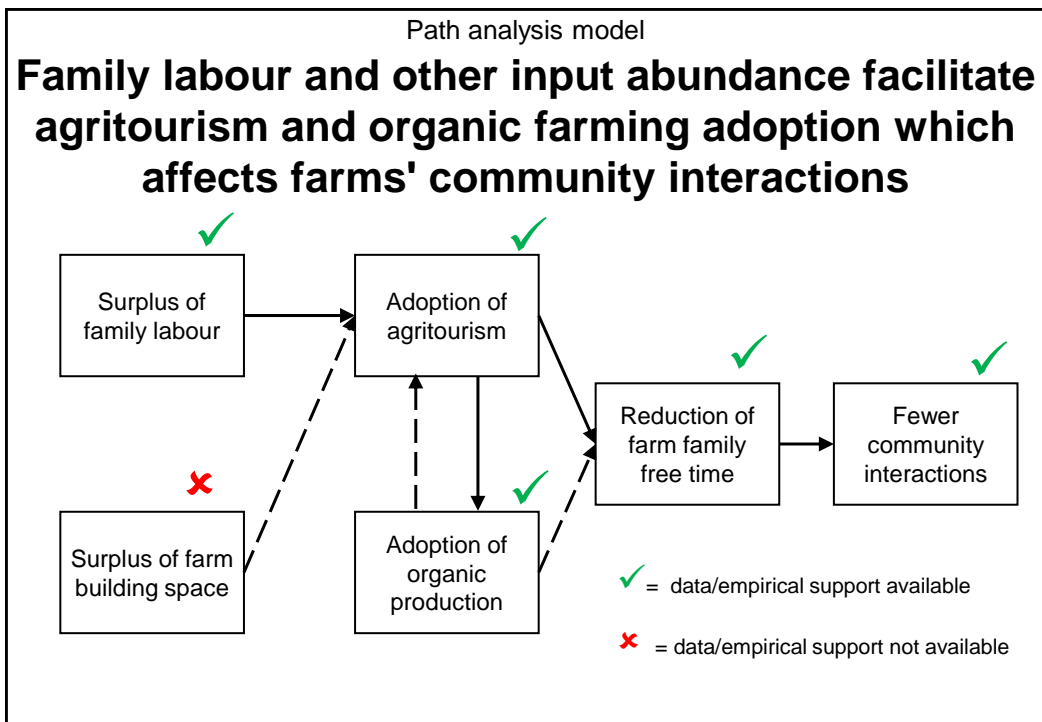 Path analysis model
Family labour and other input abundance facilitate
agritourism and organic farming adoption which
affects farms' community interactions
Surplus of
family labour
Adoption of
agritourism
Reduction of
farm family
free time
Fewer
community
interactions
Surplus of farm
building space
Adoption of
organic
production
= data/empirical support available
= data/empirical support not available